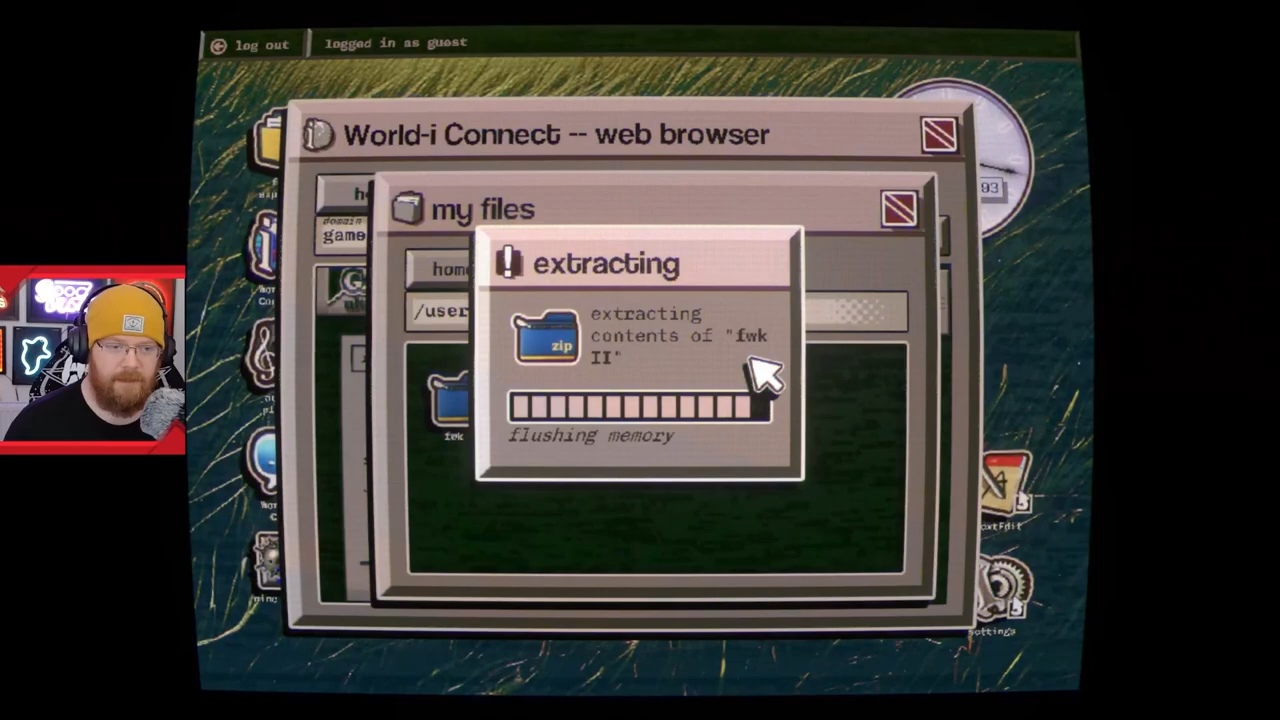 log out
logged in as guest
World-i Connect -- web browser
93
my files
game
home
/user
extracting
extracting
contents of "fwk
II"
zip
flushing memory
fwk